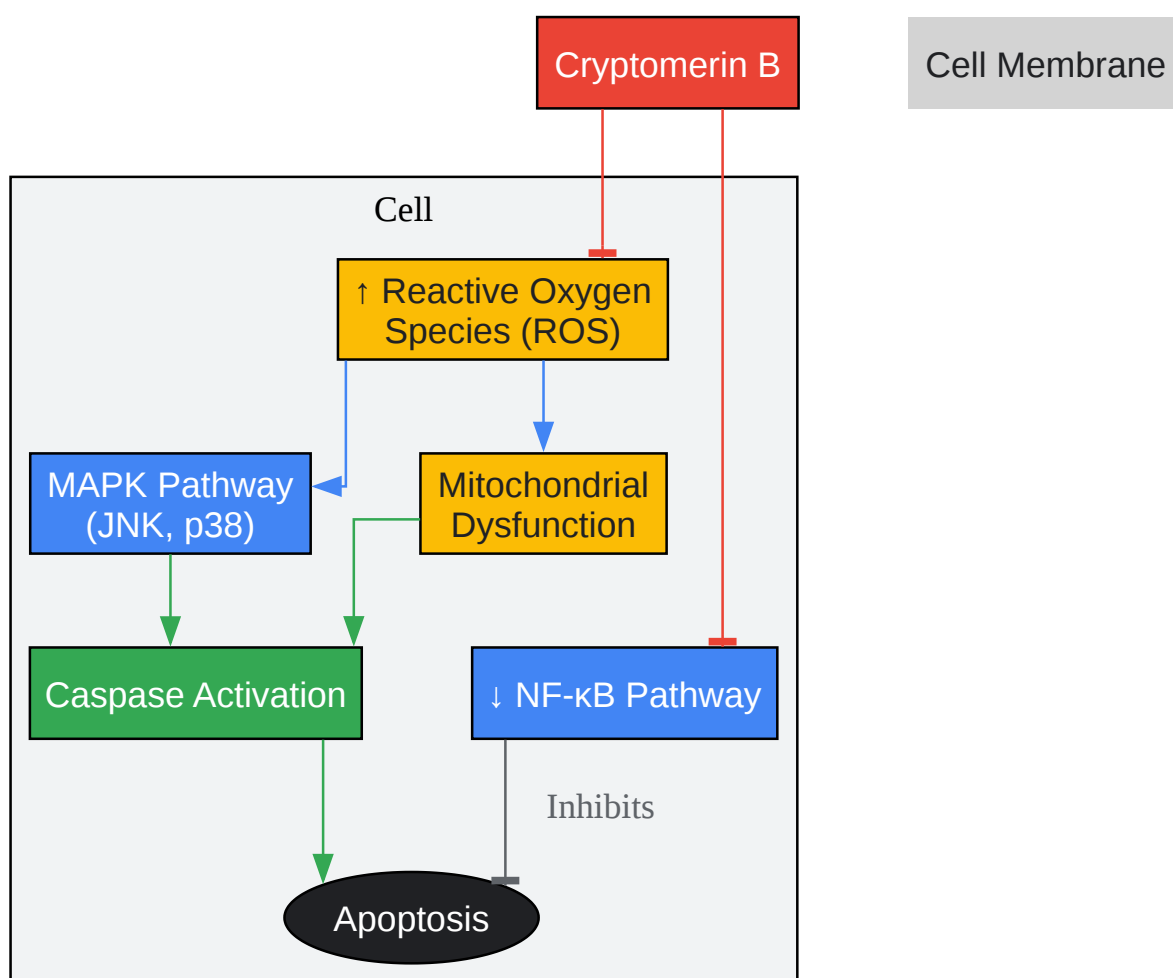 Cryptomerin B
Cell Membrane
Cell
↑ Reactive Oxygen
Species (ROS)
MAPK Pathway
(JNK, p38)
Mitochondrial
Dysfunction
Caspase Activation
↓ NF-κB Pathway
Inhibits
Apoptosis